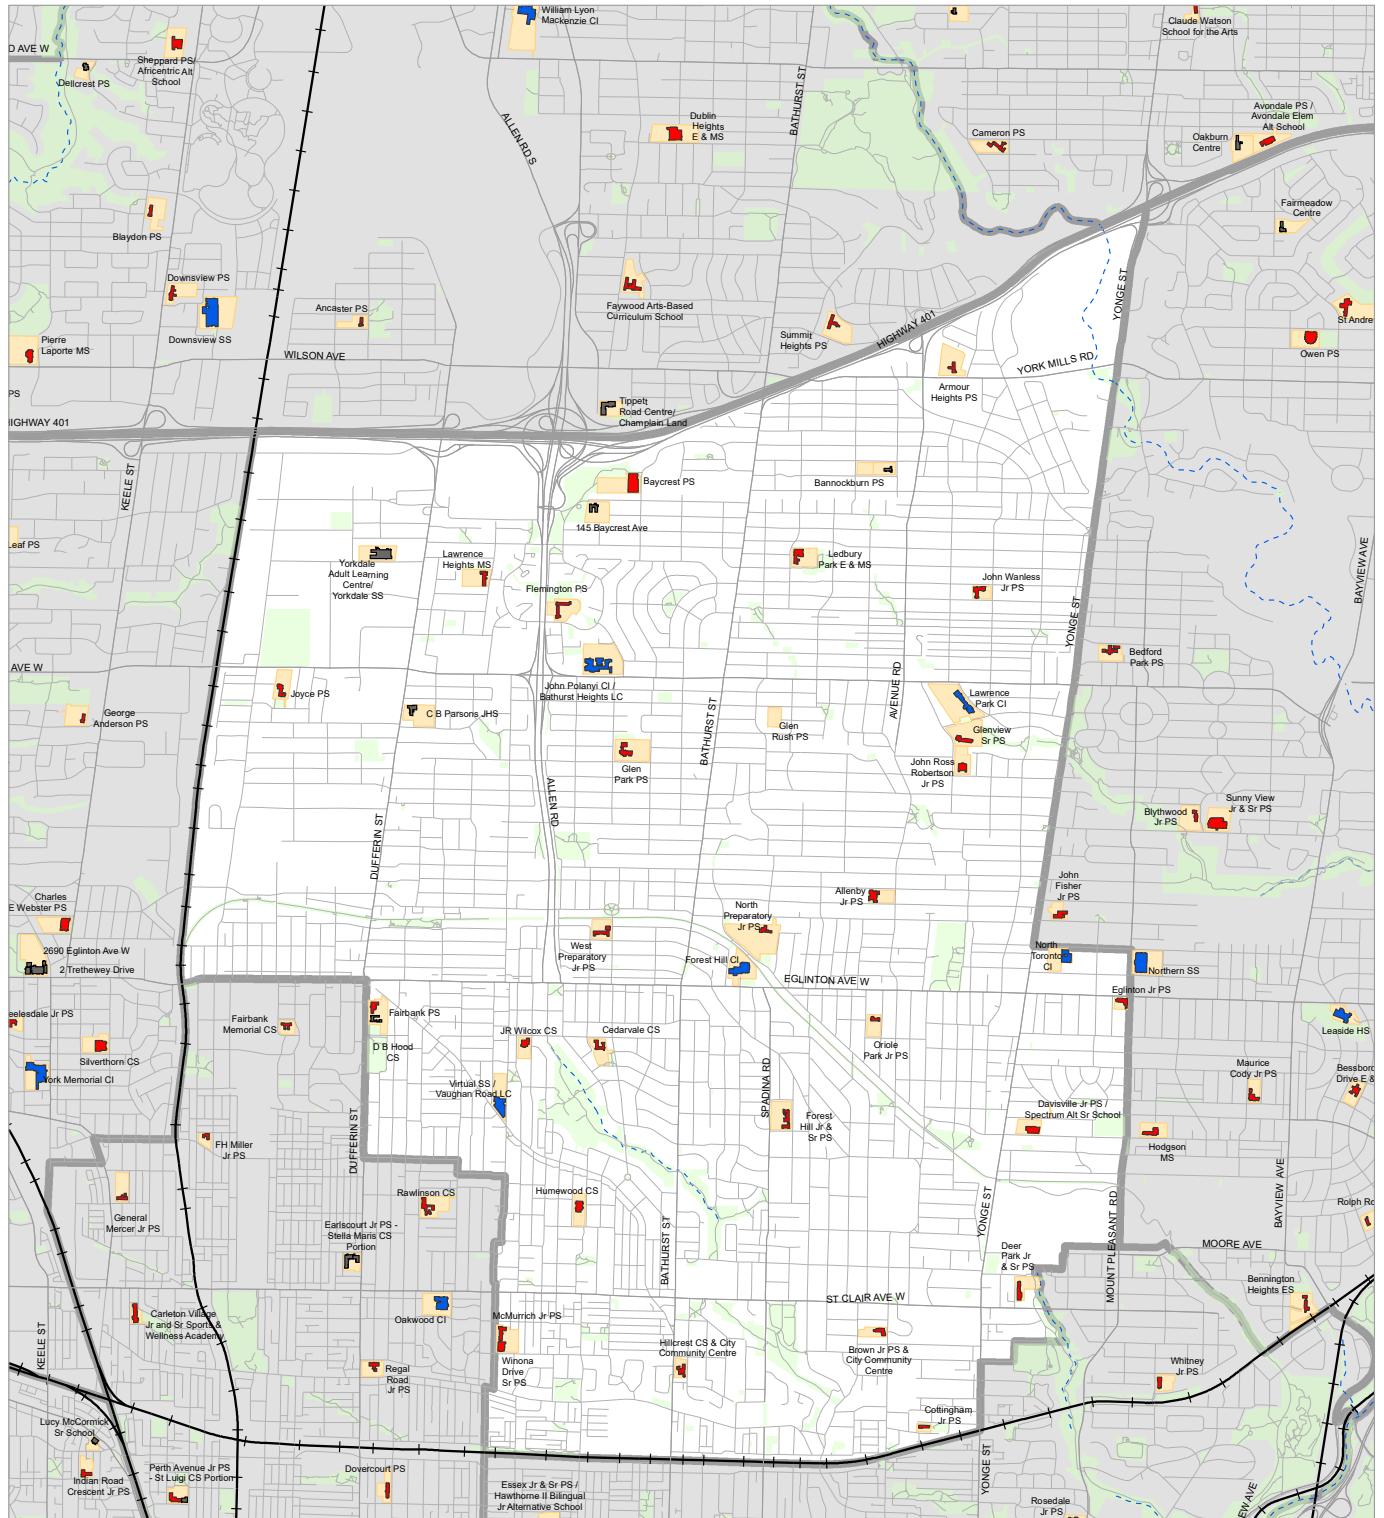 William Lyon
Mackenzie CI
Claude Watson
School for the Arts
D AVE W
Sheppard PS/
Africentric Alt
School
Dellcrest PS
ALLEN RD S
BATHURST ST
Dublin
Heights
E & MS
Cameron PS
Avondale PS /
Avondale Elem
Alt School
Oakburn
Centre
Fairmeadow
Centre
Blaydon PS
Downsview PS
Downsview SS
Ancaster PS
Faywood Arts-Based
Curriculum School
Summit
Heights PS
HIGHWAY 401
YONGE ST
St Andre
Owen PS
Pierre
Laporte MS
WILSON AVE
YORK MILLS RD
Armour
Heights PS
PS
Tippett
Road Centre/
Champlain Land
HIGHWAY 401
KEELE ST
Baycrest PS
Bannockburn PS
145 Baycrest Ave
Leaf PS
Yorkdale
Adult Learning
Centre/
Yorkdale SS
Lawrence
Heights MS
Flemington PS
Ledbury
Park E & MS
John Wanless
Jr PS
BAYVIEW AVE
YONGE ST
Bedford
Park PS
AVE W
Joyce PS
John Polanyi CI /
Bathurst Heights LC
AVENUE RD
Lawrence
Park CI
George
Anderson PS
C B Parsons JHS
BATHURST ST
Glen
Rush PS
Glenview
Sr PS
Glen
Park PS
John Ross
Robertson
Jr PS
ALLEN RD
DUFFERIN ST
Blythwood
Jr PS
Sunny View
Jr & Sr PS
John
Fisher
Jr PS
Charles
E Webster PS
Allenby
Jr PS
North
Preparatory
Jr PS
2690 Eglinton Ave W
2 Trethewey Drive
West
Preparatory
Jr PS
Forest Hill CI
North
Toronto
CI
Northern SS
EGLINTON AVE W
Eglinton Jr PS
eelesdale Jr PS
Fairbank
Memorial CS
Fairbank PS
JR Wilcox CS
Cedarvale CS
Oriole
Park Jr PS
Leaside HS
Silverthorn CS
D B Hood
CS
York Memorial CI
Virtual SS /
Vaughan Road LC
SPADINA RD
Maurice
Cody Jr PS
Bessboro
Drive E &
Forest
Hill Jr &
Sr PS
Davisville Jr PS /
Spectrum Alt Sr School
FH Miller
Jr PS
DUFFERIN ST
Hodgson
MS
General
Mercer Jr PS
Rawlinson CS
Humewood CS
YONGE ST
MOUNT PLEASANT RD
BAYVIEW AVE
Rolph Ro
Earlscourt Jr PS -
Stella Maris CS
Portion
BATHURST ST
Deer
Park Jr
& Sr PS
MOORE AVE
Bennington
Heights ES
Carleton Village
Jr and Sr Sports &
Wellness Academy
Oakwood CI
ST CLAIR AVE W
McMurrich Jr PS
KEELE ST
Winona
Drive
Sr PS
Hillcrest CS & City
Community Centre
Brown Jr PS &
City Community
Centre
Regal
Road
Jr PS
Whitney
Jr PS
Cottingham
Jr PS
Lucy McCormick
Sr School
Indian Road
Crescent Jr PS
Perth Avenue Jr PS
- St Luigi CS Portion
Dovercourt PS
Essex Jr & Sr PS /
Hawthorne II Bilingual
Jr Alternative School
YONGE ST
Rosedale
Jr PS
EW AVE